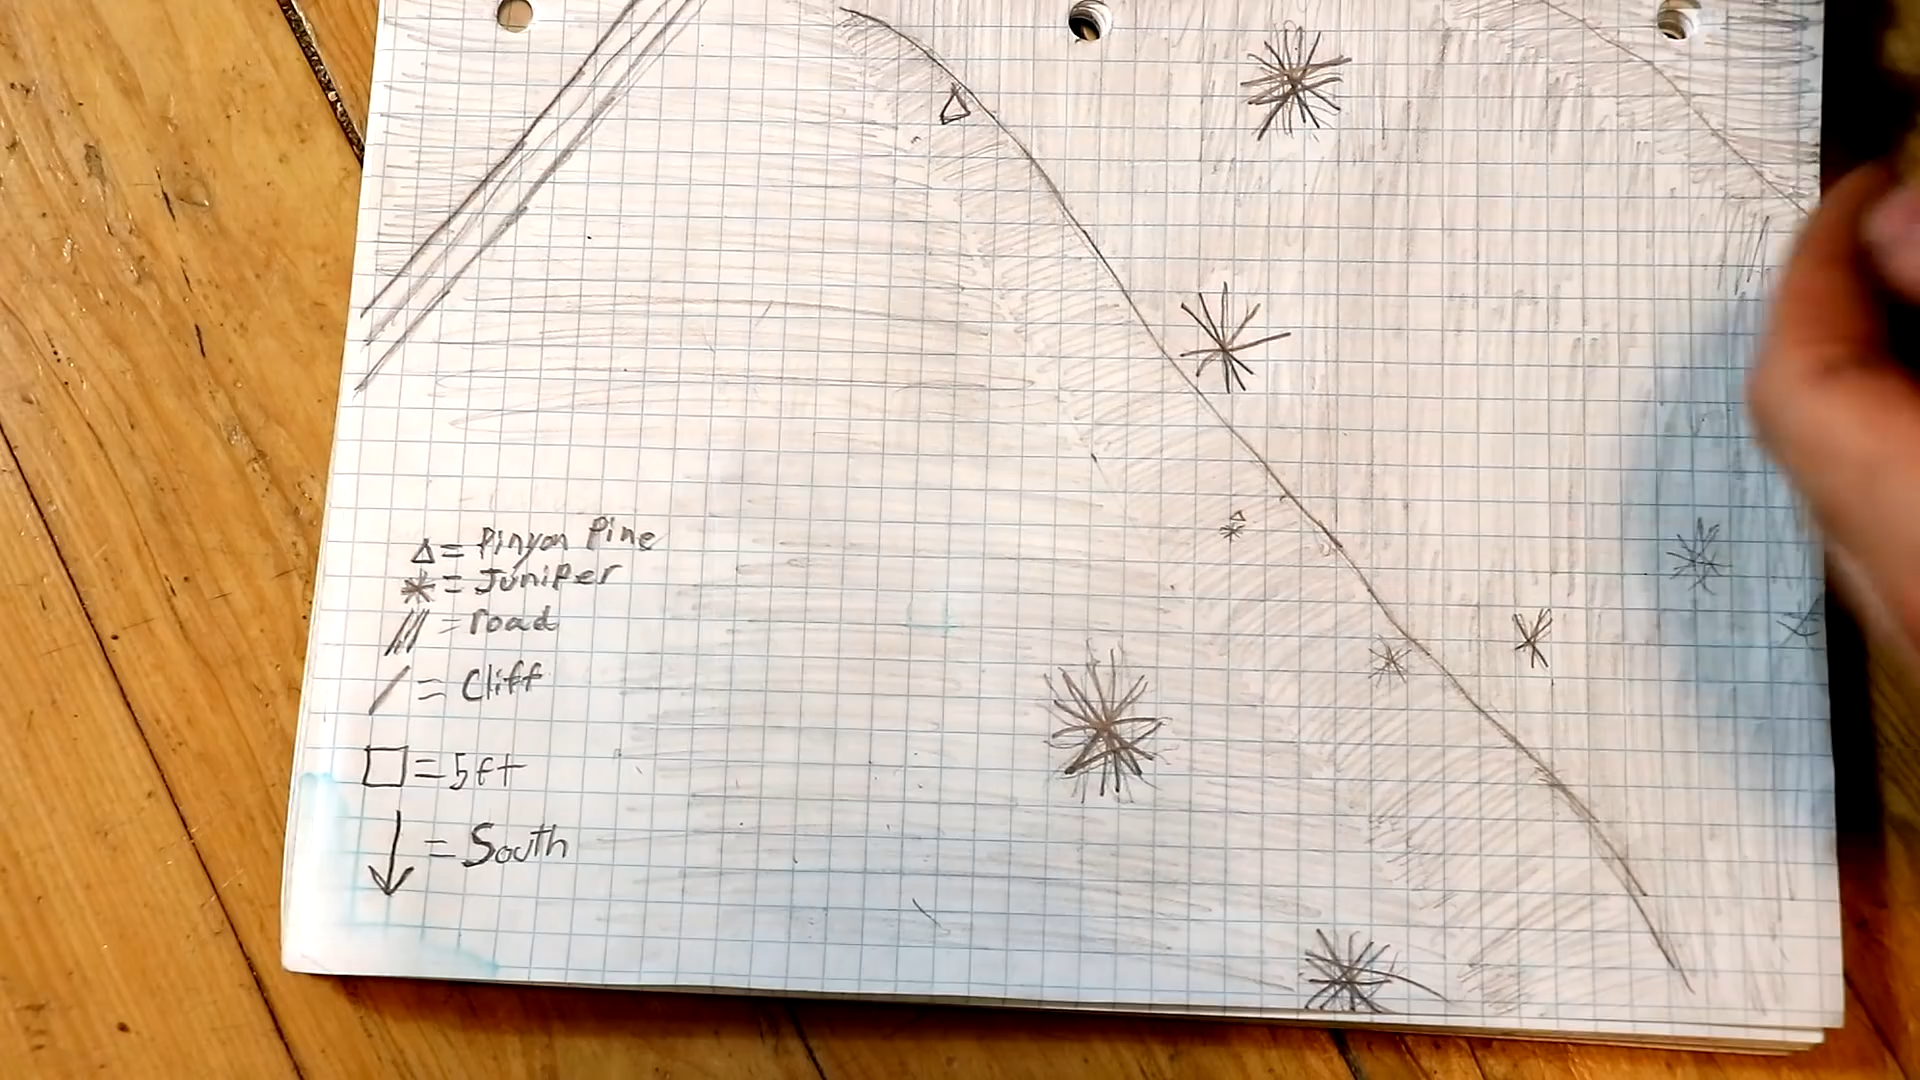 Δ = Pinyon Pine
* = Juniper
/// = road
/ = Cliff
□ = 5ft
↓ = South